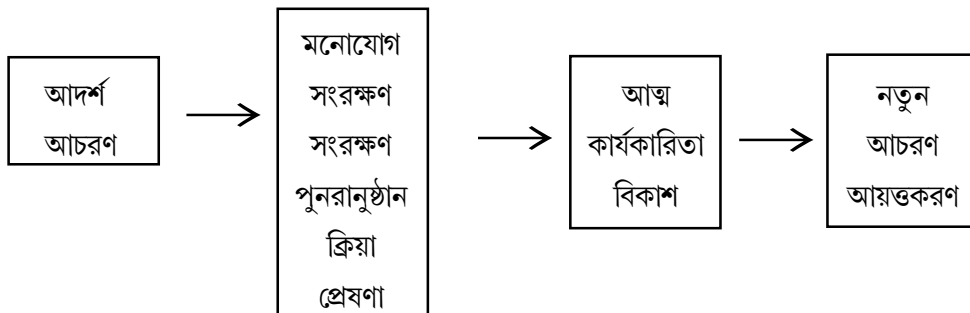 আদর্শ
আচরণ
মনোযোগ
সংরক্ষণ
সংরক্ষণ
পুনরানুষ্ঠান
ক্রিয়া
প্রেষণা
আত্ম
কার্যকারিতা
বিকাশ
নতুন
আচরণ
আয়ত্তকরণ